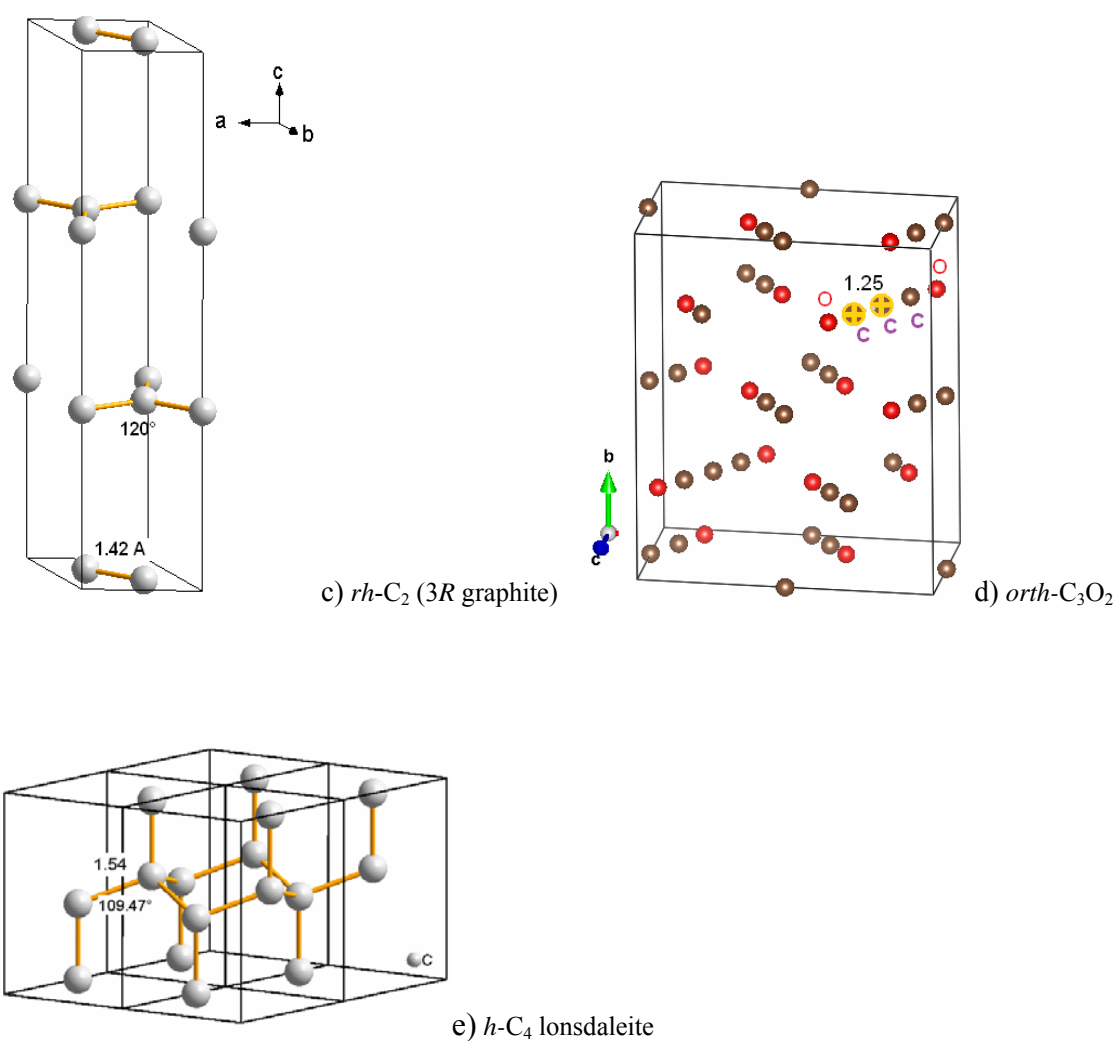 c
a
b
120°
1.42 A
c) rh-C₂ (3R graphite)
O
1.25
O
C
C
C
b
c
d) orth-C₃O₂
1.54
109.47°
C
e) h-C₄ lonsdaleite